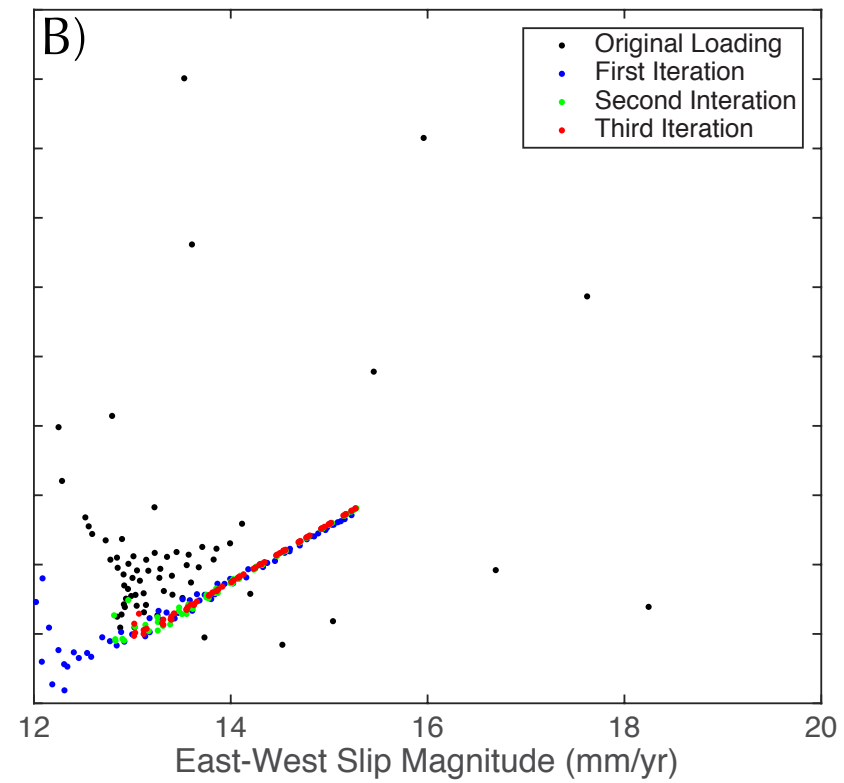 B)
Original Loading
First Iteration
Second Interation
Third Iteration
12 14 16 18 20
East-West Slip Magnitude (mm/yr)